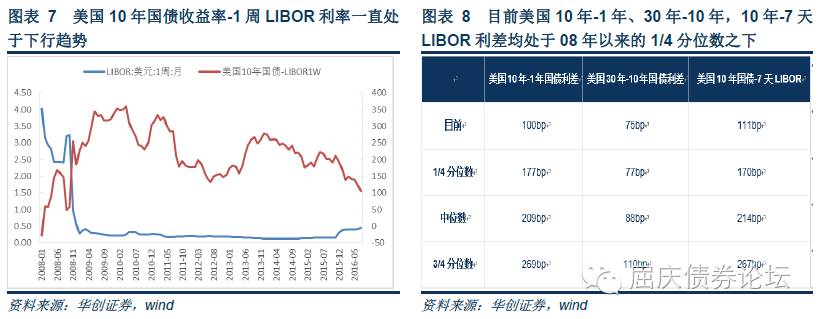 图表 7 美国 10 年国债收益率-1 周 LIBOR 利率一直处
于下行趋势
LIBOR:美元:1周:月
美国10年国债-LIBOR1W
4.50
4.00
3.50
3.00
2.50
2.00
1.50
1.00
0.50
0.00
400
350
300
250
200
150
100
50
0
-50
2008-01
2008-06
2008-11
2009-04
2009-09
2010-02
2010-07
2010-12
2011-05
2011-10
2012-03
2012-08
2013-01
2013-06
2013-11
2014-04
2014-09
2015-02
2015-07
2015-12
2016-05
资料来源:华创证券,wind
图表 8 目前美国 10 年-1 年、30 年-10 年，10 年-7 天
LIBOR 利差均处于 08 年以来的 1/4 分位数之下
美国10年-1年国债利差 美国30年-10年国债利差 美国10年国债-7天LIBOR
目前 100bp 75bp 111bp
1/4 分位数 177bp 77bp 170bp
中位数 209bp 88bp 214bp
3/4 分位数 269bp 110bp 267bp
屈庆债券论坛
资料来源:华创证券,wind